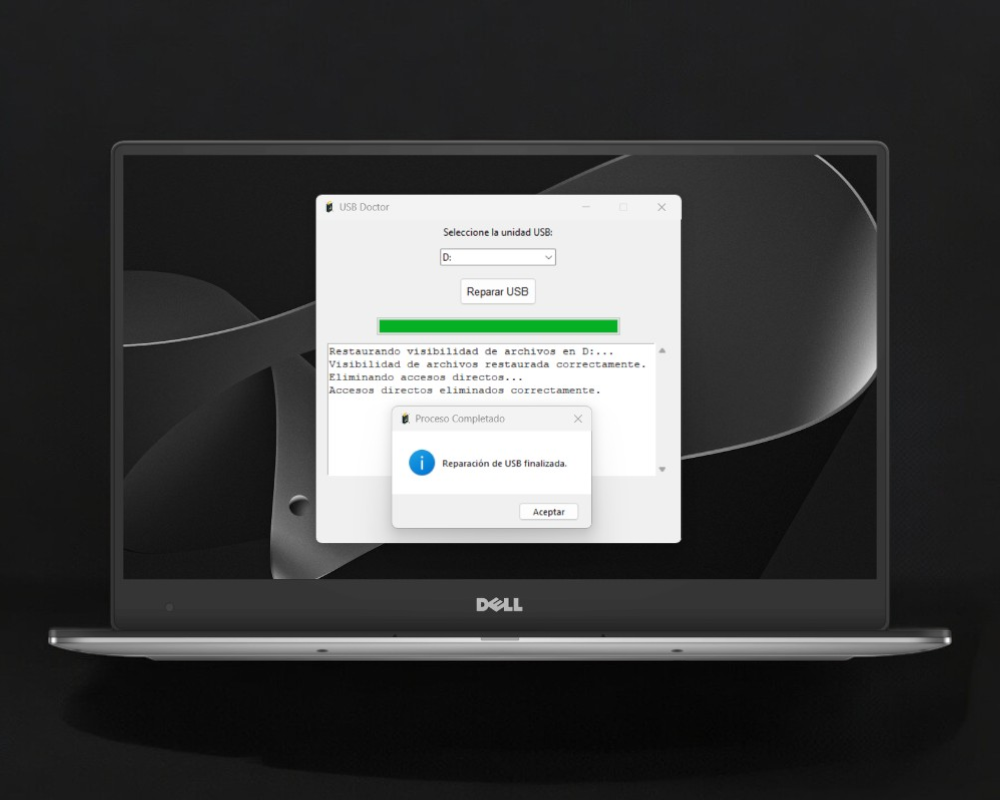 USB Doctor
Seleccione la unidad USB:
D:
Reparar USB
Restaurando visibilidad de archivos en D:...
Visibilidad de archivos restaurada correctamente.
Eliminando accesos directos...
Accesos directos eliminados correctamente.
Proceso Completado
Reparación de USB finalizada.
Aceptar
DELL